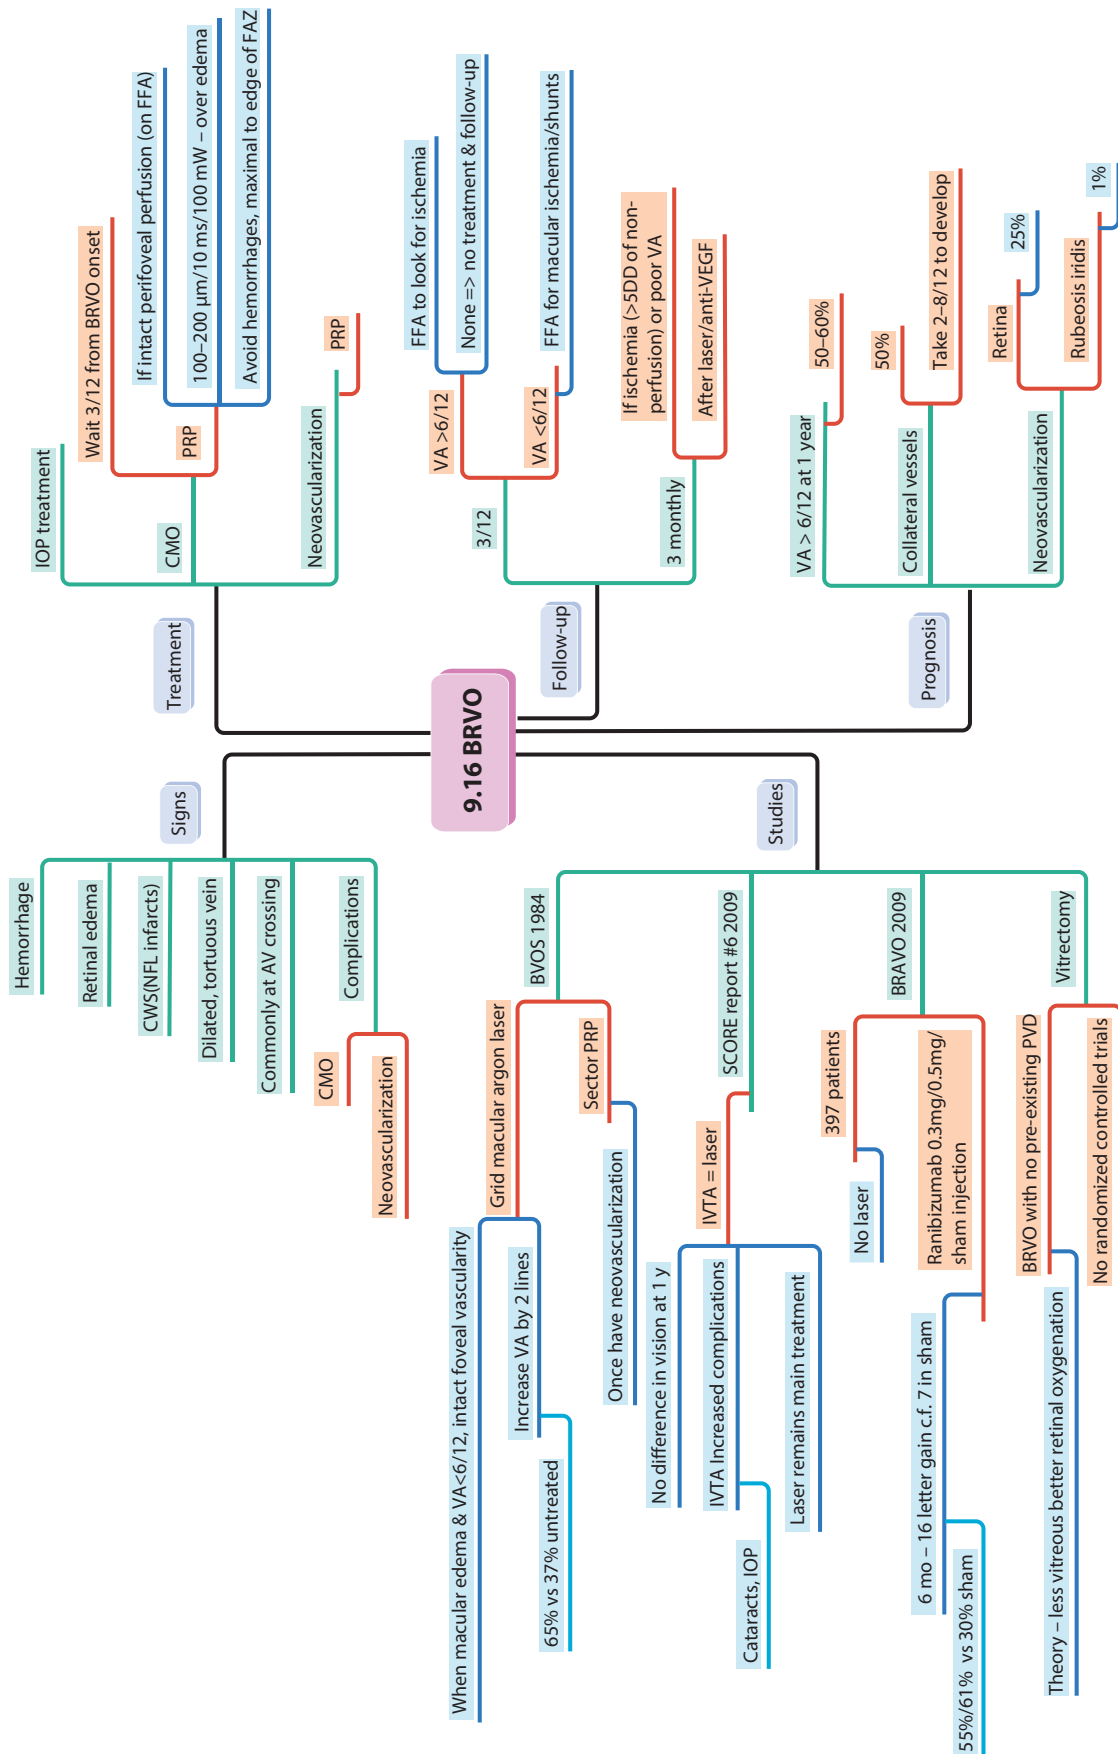 9.16 BRVO
Signs
Hemorrhage
Retinal edema
CWS(NFL infarcts)
Dilated, tortuous vein
Commonly at AV crossing
Complications
CMO
Neovascularization
Studies
BVOS 1984
Grid macular argon laser
When macular edema & VA<6/12, intact foveal vascularity
Increase VA by 2 lines
65% vs 37% untreated
Sector PRP
Once have neovascularization
SCORE report #6 2009
IVTA = laser
No difference in vision at 1 y
IVTA Increased complications
Cataracts, IOP
Laser remains main treatment
BRAVO 2009
397 patients
No laser
Ranibizumab 0.3mg/0.5mg/
sham injection
6 mo – 16 letter gain c.f. 7 in sham
55%/61% vs 30% sham
Vitrectomy
BRVO with no pre-existing PVD
Theory – less vitreous better retinal oxygenation
No randomized controlled trials
Treatment
IOP treatment
CMO
Wait 3/12 from BRVO onset
PRP
If intact perifoveal perfusion (on FFA)
100–200 μm/10 ms/100 mW – over edema
Avoid hemorrhages, maximal to edge of FAZ
Neovascularization
PRP
Follow-up
3/12
VA >6/12
FFA to look for ischemia
None => no treatment & follow-up
VA <6/12
FFA for macular ischemia/shunts
3 monthly
If ischemia (>5DD of non-
perfusion) or poor VA
After laser/anti-VEGF
Prognosis
VA > 6/12 at 1 year
50–60%
Collateral vessels
50%
Take 2–8/12 to develop
Neovascularization
Retina
25%
Rubeosis iridis
1%